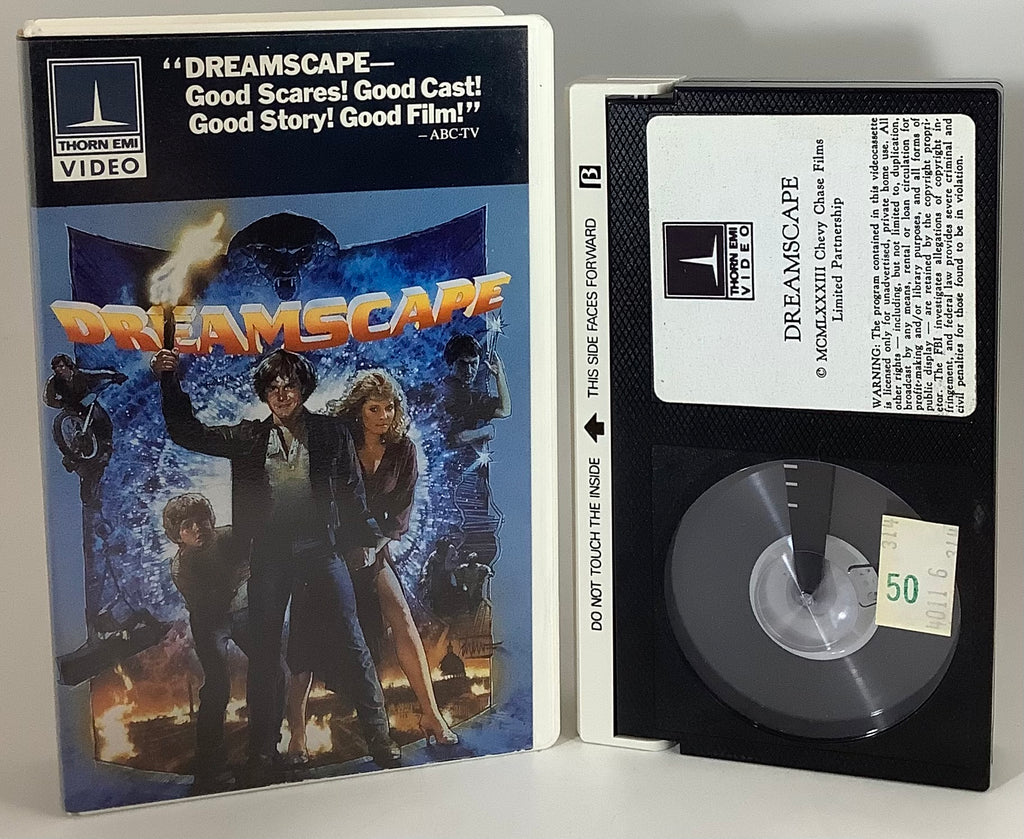 THORN EMI
VIDEO
“DREAMSCAPE—
Good Scares! Good Cast!
Good Story! Good Film!”
– ABC-TV
DREAMSCAPE
B
THIS SIDE FACES FORWARD
DO NOT TOUCH THE INSIDE
THORN EMI
VIDEO
DREAMSCAPE
© MCMLXXXIII Chevy Chase Films
Limited Partnership
WARNING: The program contained in this videocassette
is licensed only for unadvertised, private home use. All
other rights — including, but not limited to, duplication,
broadcast by any means, rental or loan circulation for
profit-making and/or library purposes, and all forms of
public display — are retained by the copyright propri-
etor. The FBI investigates allegations of copyright in-
fringement, and federal law provides severe criminal and
civil penalties for those found to be in violation.
314
50
40116 314